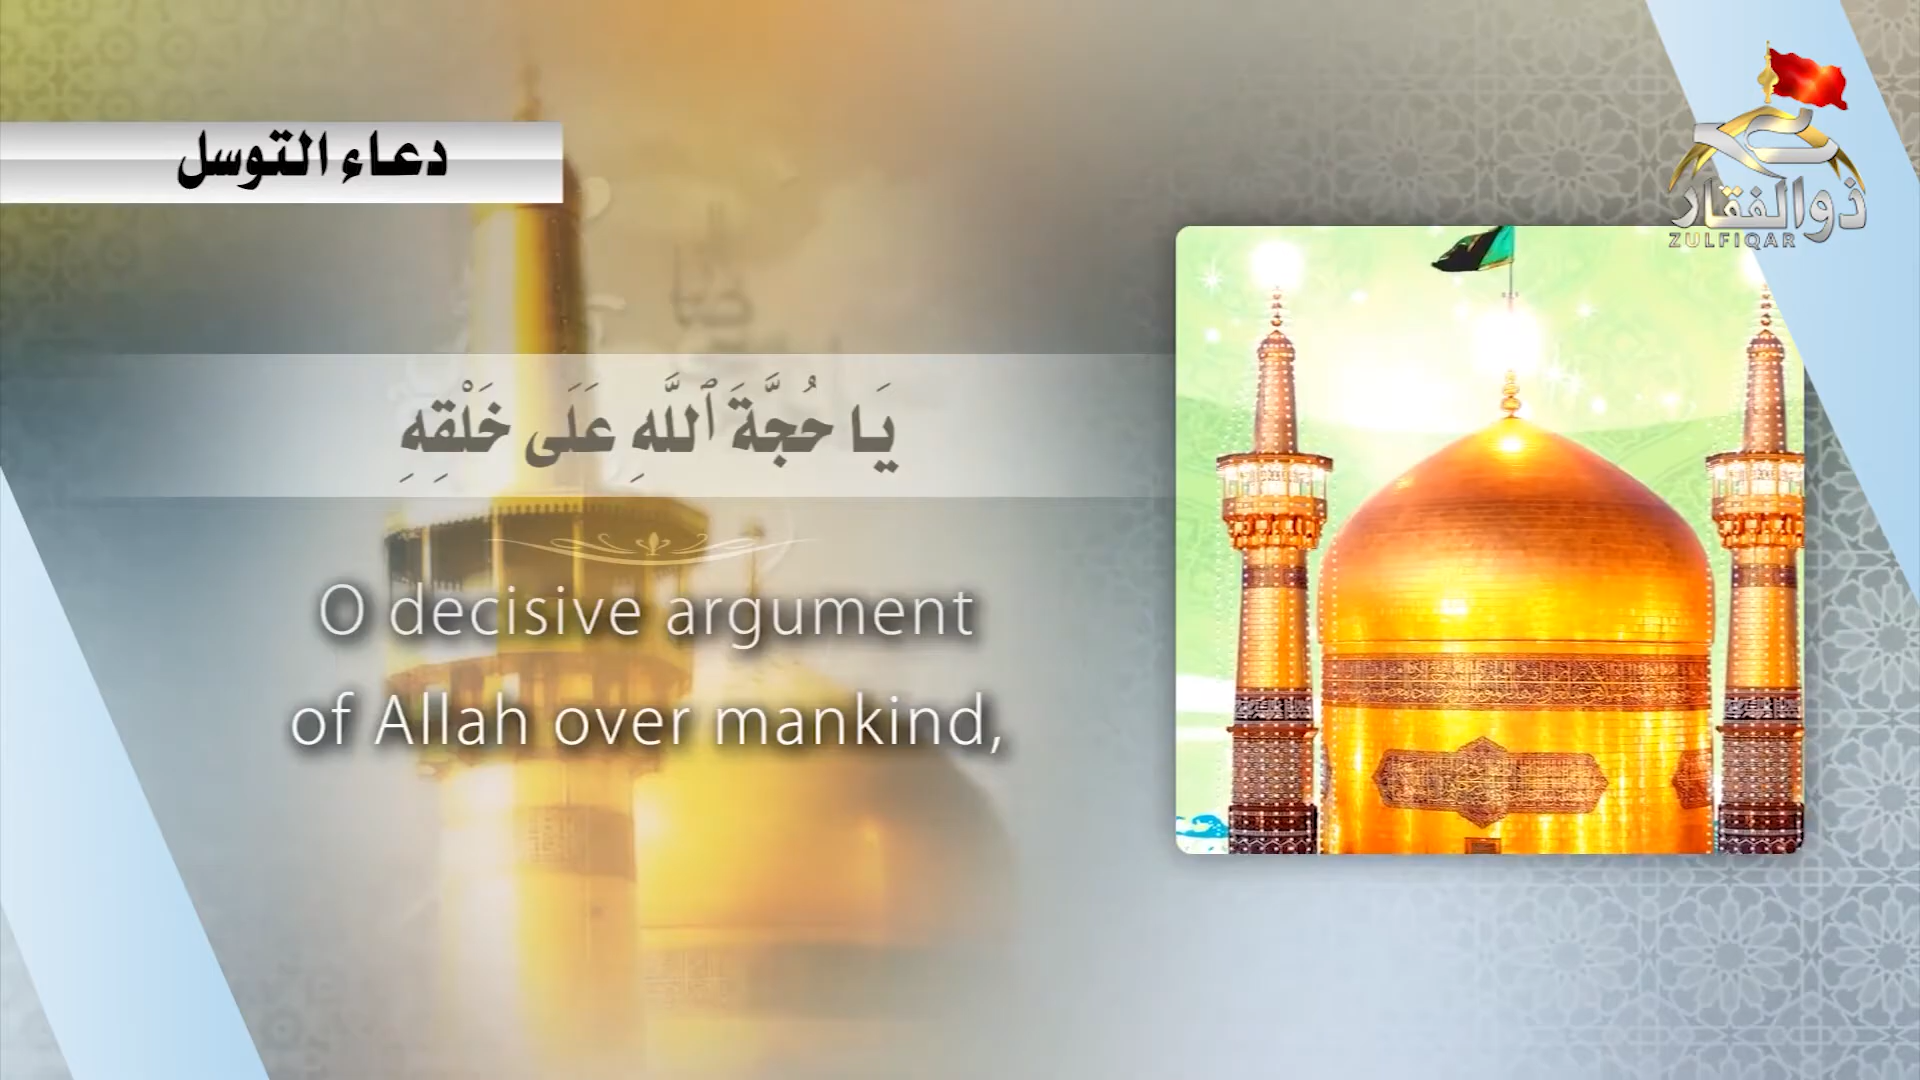 دعاء التوسل
ذوالفقار
ZULFIQAR
يَا حُجَّةَ ٱللَّهِ عَلَى خَلْقِهِ
O decisive argument
of Allah over mankind,